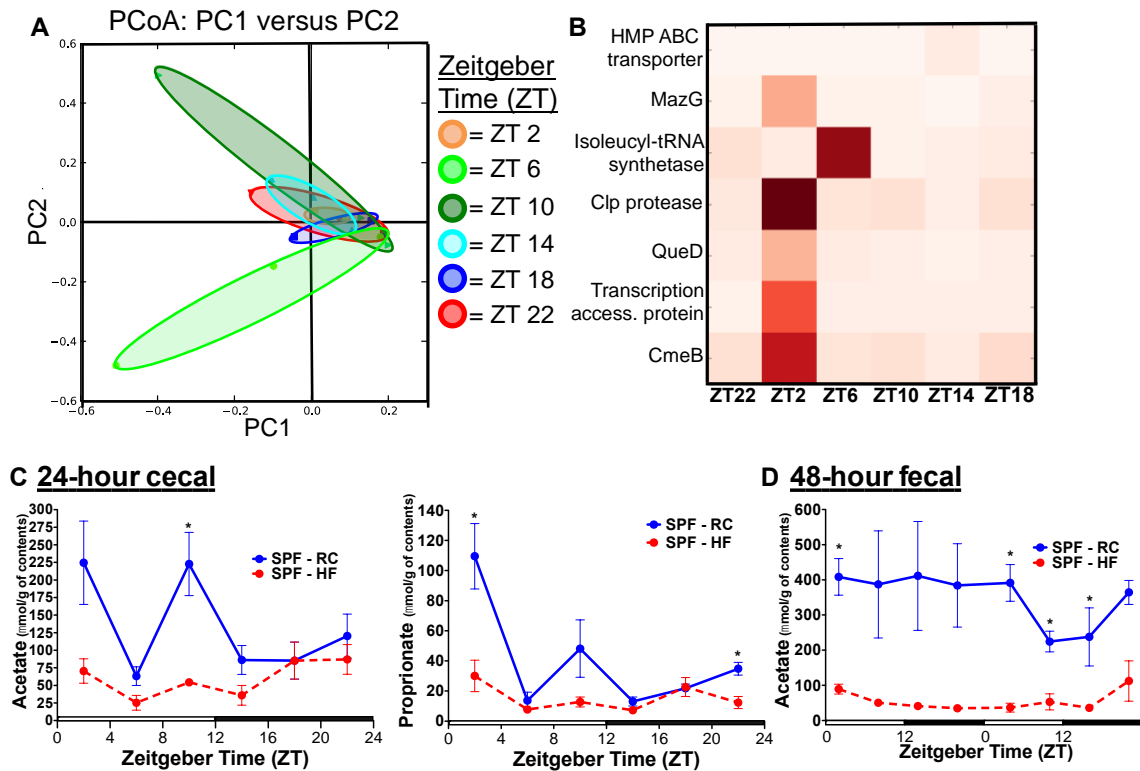 A
PCoA: PC1 versus PC2
0.6
0.4
0.2
0.0
−0.2
−0.4
−0.6
PC2
−0.6
−0.4
−0.2
0.0
0.2
PC1
Zeitgeber
Time (ZT)
= ZT 2
= ZT 6
= ZT 10
= ZT 14
= ZT 18
= ZT 22
B
HMP ABC
transporter
MazG
Isoleucyl-tRNA
synthetase
Clp protease
QueD
Transcription
access. protein
CmeB
ZT22 ZT2 ZT6 ZT10 ZT14 ZT18
C 24-hour cecal
300
275
250
225
200
175
150
125
100
75
50
25
0
Acetate (mmol/g of contents)
*
SPF - RC
SPF - HF
0 4 8 12 16 20 24
Zeitgeber Time (ZT)
140
120
100
80
60
40
20
0
Proprionate (mmol/g of contents)
*
*
SPF - RC
SPF - HF
0 4 8 12 16 20 24
Zeitgeber Time (ZT)
D 48-hour fecal
600
500
400
300
200
100
0
Acetate (mmol/g of contents)
* * * *
SPF - RC
SPF - HF
0 12 0 12
Zeitgeber Time (ZT)